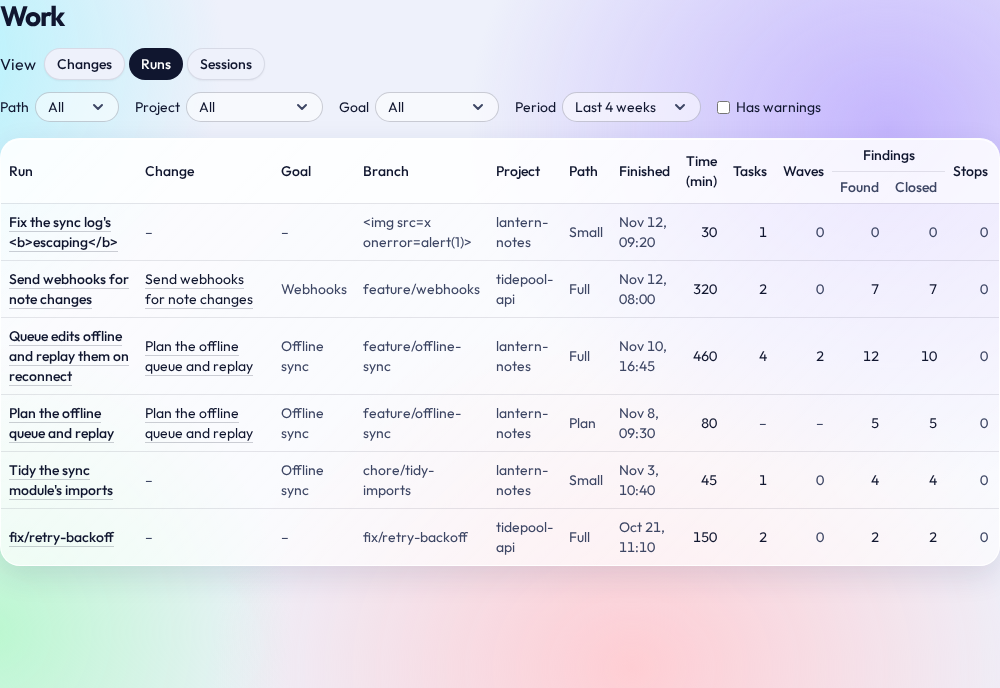 Work
View Changes Runs Sessions
Path All Project All Goal All Period Last 4 weeks Has warnings
Run Change Goal Branch Project Path Finished Time (min) Tasks Waves Findings Found Closed Stops
Fix the sync log's
<b>escaping</b>
–
–
<img src=x
onerror=alert(1)>
lantern-
notes
Small
Nov 12,
09:20
30 1 0 0 0 0
Send webhooks for
note changes
Send webhooks
for note changes
Webhooks
feature/webhooks
tidepool-
api
Full
Nov 12,
08:00
320 2 0 7 7 0
Queue edits offline
and replay them on
reconnect
Plan the offline
queue and replay
Offline
sync
feature/offline-
sync
lantern-
notes
Full
Nov 10,
16:45
460 4 2 12 10 0
Plan the offline
queue and replay
Plan the offline
queue and replay
Offline
sync
feature/offline-
sync
lantern-
notes
Plan
Nov 8,
09:30
80 – – 5 5 0
Tidy the sync
module's imports
–
Offline
sync
chore/tidy-
imports
lantern-
notes
Small
Nov 3,
10:40
45 1 0 4 4 0
fix/retry-backoff
–
–
fix/retry-backoff
tidepool-
api
Full
Oct 21,
11:10
150 2 0 2 2 0